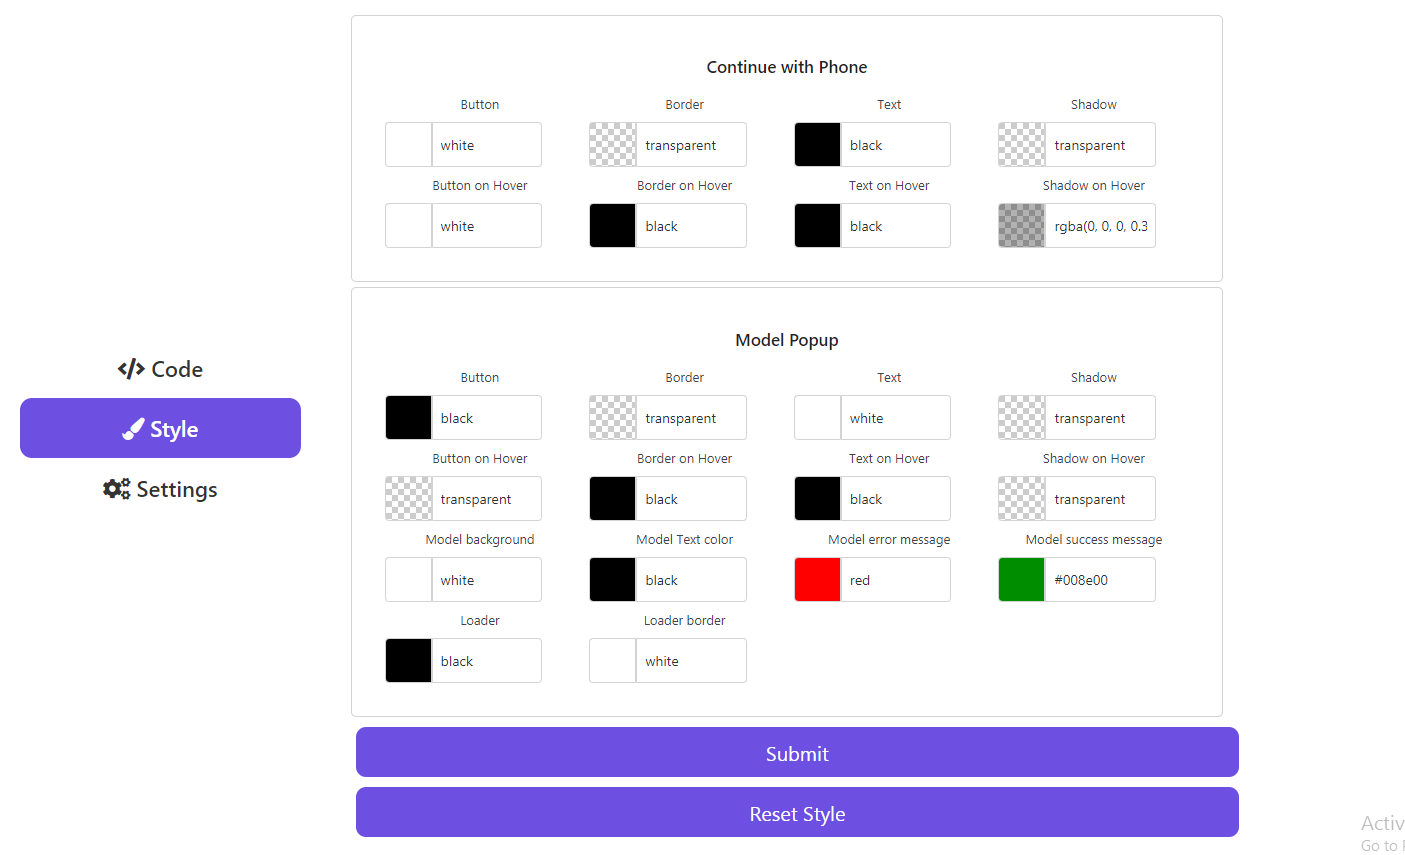 Continue with Phone
Button Border Text Shadow
white transparent black transparent
Button on Hover Border on Hover Text on Hover Shadow on Hover
white black black rgba(0, 0, 0, 0.3
Model Popup
Button Border Text Shadow
black transparent white transparent
Button on Hover Border on Hover Text on Hover Shadow on Hover
transparent black black transparent
Model background Model Text color Model error message Model success message
white black red #008e00
Loader Loader border
black white
Code
Style
Settings
Submit
Reset Style
Activ
Go to